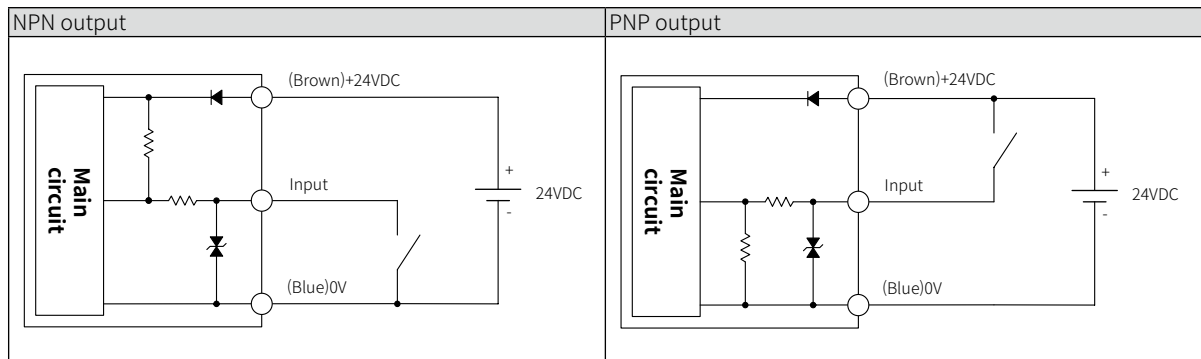 NPN output
(Brown)+24VDC
Main
circuit
Input
+
24VDC
-
(Blue)0V
PNP output
(Brown)+24VDC
Main
circuit
Input
+
24VDC
-
(Blue)0V